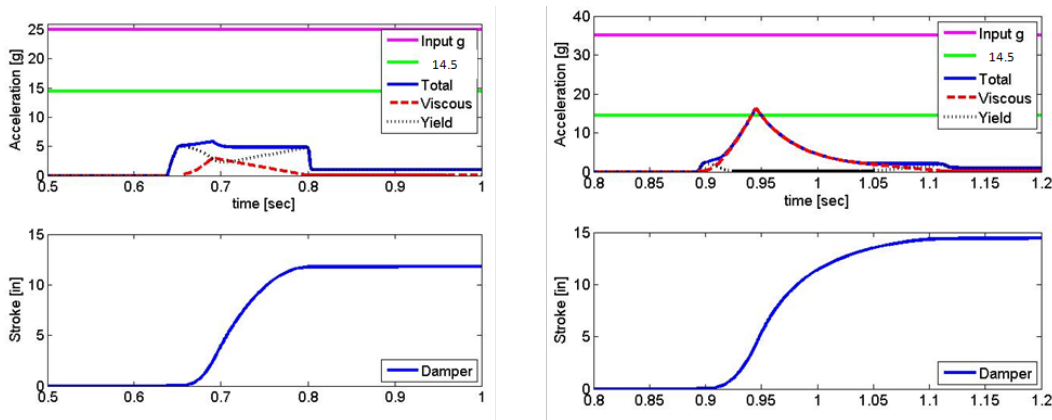 25
20
15
10
5
0
Acceleration [g]
Input g
14.5
Total
Viscous
Yield
0.5 0.6 0.7 0.8 0.9 1
time [sec]
15
10
5
0
Stroke [in]
Damper
0.5 0.6 0.7 0.8 0.9 1
40
30
20
10
0
Acceleration [g]
Input g
14.5
Total
Viscous
Yield
0.8 0.85 0.9 0.95 1 1.05 1.1 1.15 1.2
time [sec]
15
10
5
0
Stroke [in]
Damper
0.8 0.85 0.9 0.95 1 1.05 1.1 1.15 1.2